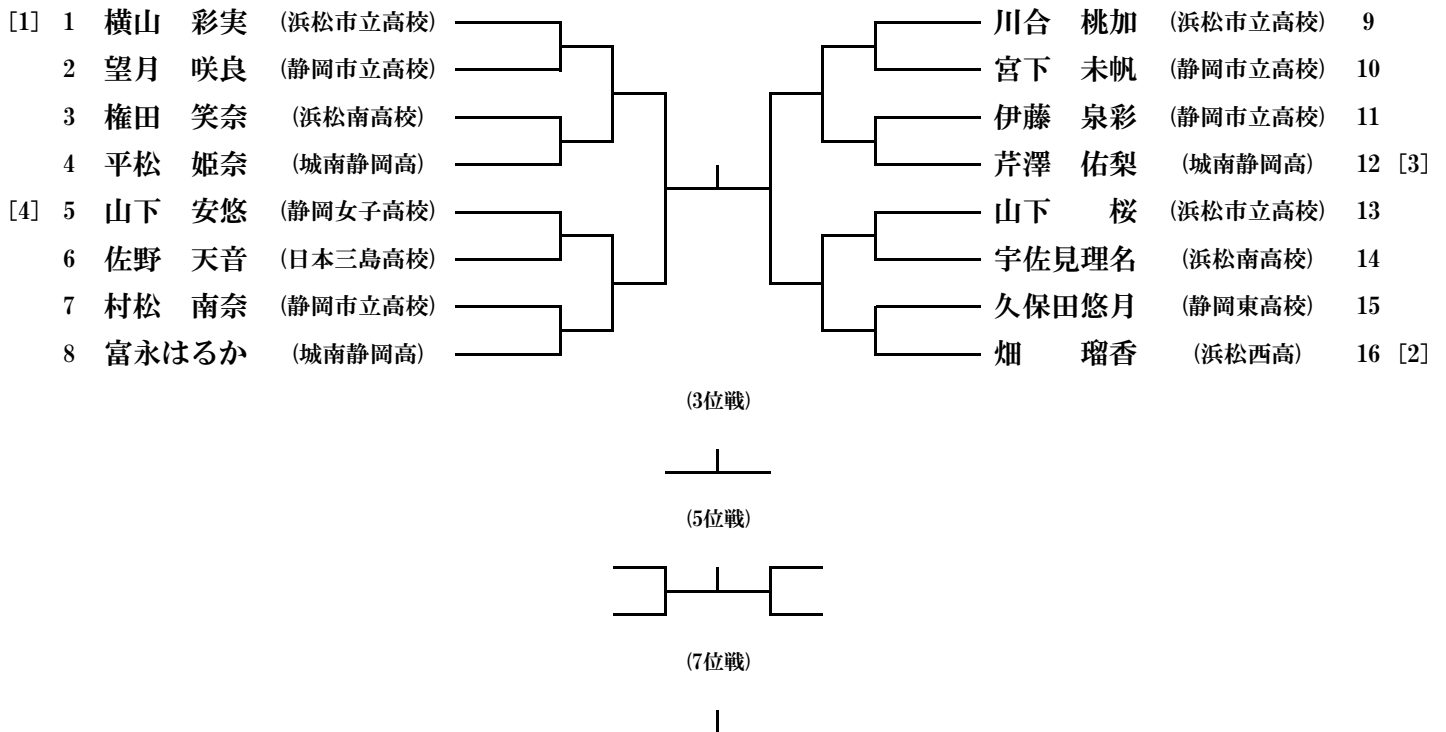 [1] 1 横山 彩実 (浜松市立高校)
2 望月 咲良 (静岡市立高校)
3 権田 笑奈 (浜松南高校)
4 平松 姫奈 (城南静岡高)
[4] 5 山下 安悠 (静岡女子高校)
6 佐野 天音 (日本三島高校)
7 村松 南奈 (静岡市立高校)
8 富永はるか (城南静岡高)
川合 桃加 (浜松市立高校) 9
宮下 未帆 (静岡市立高校) 10
伊藤 泉彩 (静岡市立高校) 11
芹澤 佑梨 (城南静岡高) 12 [3]
山下 桜 (浜松市立高校) 13
宇佐見理名 (浜松南高校) 14
久保田悠月 (静岡東高校) 15
畑 瑠香 (浜松西高) 16 [2]
(3位戦)
(5位戦)
(7位戦)